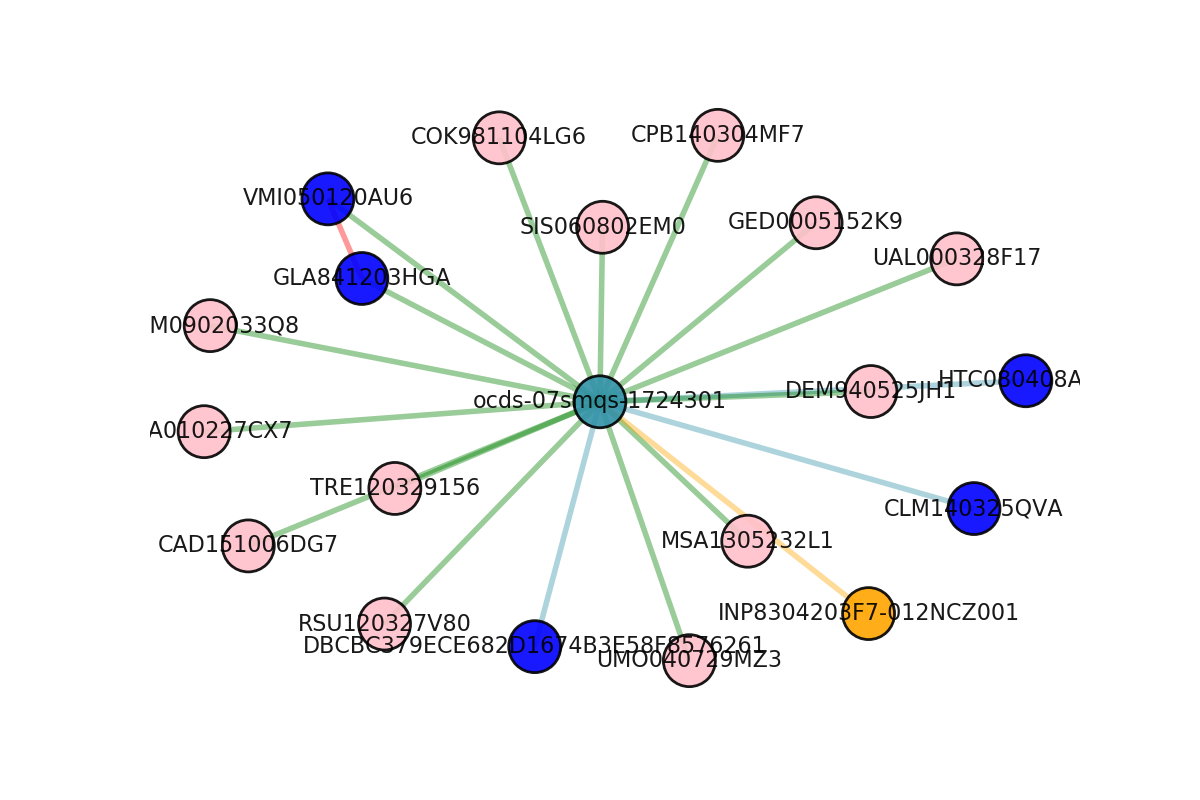 COK981104LG6
CPB140304MF7
VMI050120AU6
SIS060802EM0
GED0005152K9
UAL000328F17
GLA841203HGA
M0902033Q8
HTC080408A
DEM940525JH1
ocds-07smqs-1724301
A010227CX7
TRE120329156
CLM140325QVA
MSA1305232L1
CAD151006DG7
INP8304203F7-012NCZ001
RSU120327V80
DBCBC379ECE682D1674B3E58F8576261
UMO040729MZ3